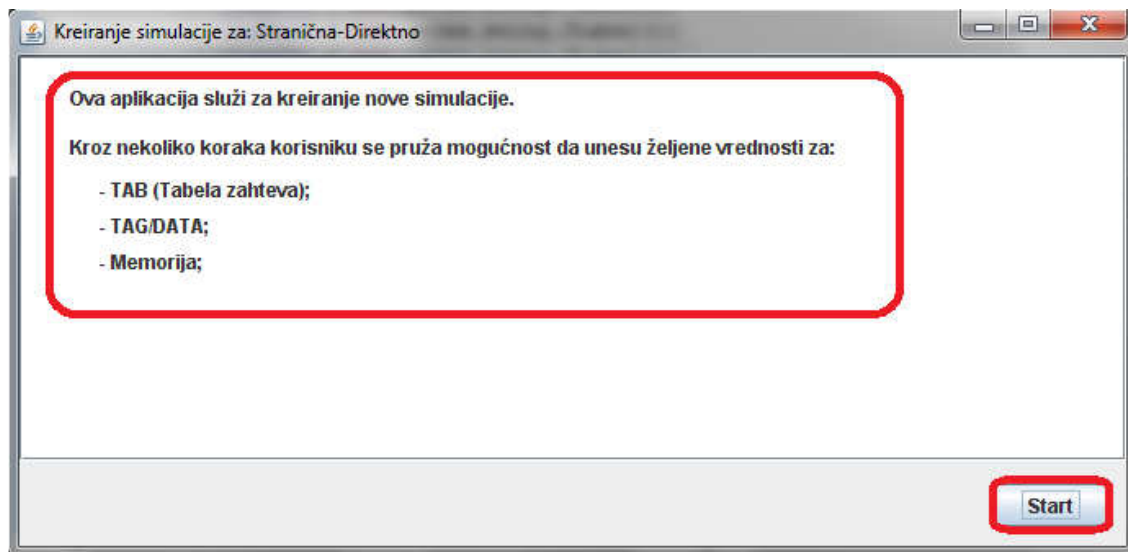 Kreiranje simulacije za: Stranična-Direktno
Ova aplikacija služi za kreiranje nove simulacije.
Kroz nekoliko koraka korisniku se pruža mogućnost da unesu željene vrednosti za:
- TAB (Tabela zahteva);
- TAG/DATA;
- Memorija;
Start